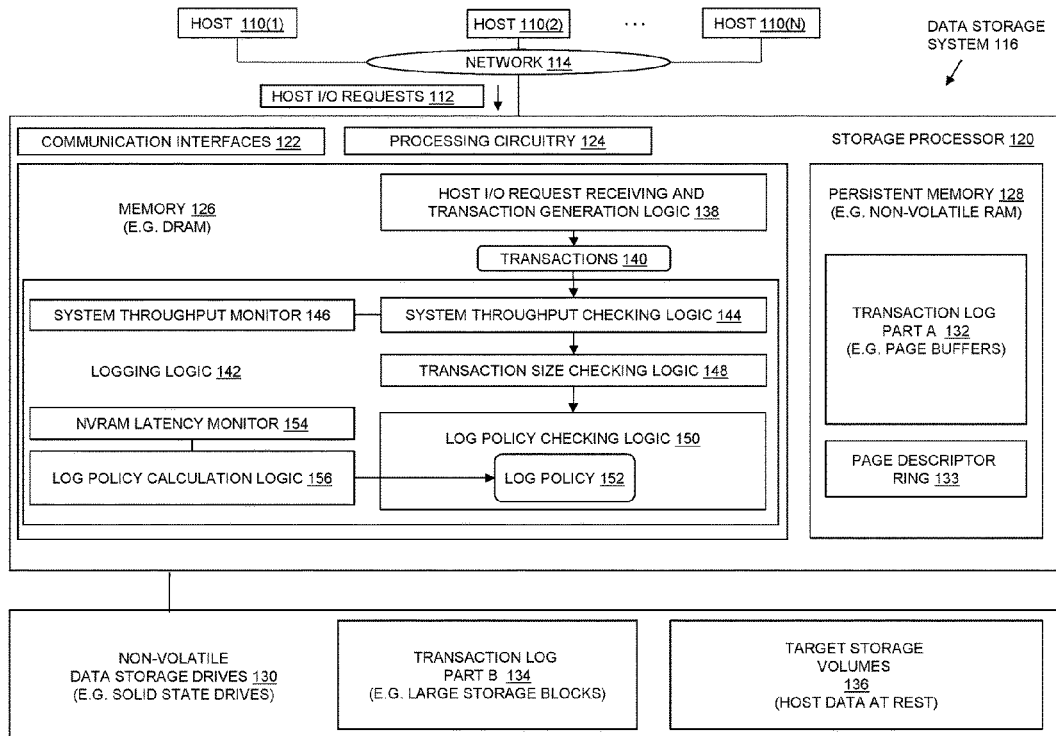 HOST 110(1)
HOST 110(2)
...
HOST 110(N)
DATA STORAGE
SYSTEM 116
NETWORK 114
HOST I/O REQUESTS 112
COMMUNICATION INTERFACES 122
PROCESSING CIRCUITRY 124
STORAGE PROCESSOR 120
MEMORY 126
(E.G. DRAM)
HOST I/O REQUEST RECEIVING AND
TRANSACTION GENERATION LOGIC 138
TRANSACTIONS 140
SYSTEM THROUGHPUT MONITOR 146
SYSTEM THROUGHPUT CHECKING LOGIC 144
LOGGING LOGIC 142
TRANSACTION SIZE CHECKING LOGIC 148
NVRAM LATENCY MONITOR 154
LOG POLICY CHECKING LOGIC 150
LOG POLICY CALCULATION LOGIC 156
LOG POLICY 152
PERSISTENT MEMORY 128
(E.G. NON-VOLATILE RAM)
TRANSACTION LOG
PART A 132
(E.G. PAGE BUFFERS)
PAGE DESCRIPTOR
RING 133
NON-VOLATILE
DATA STORAGE DRIVES 130
(E.G. SOLID STATE DRIVES)
TRANSACTION LOG
PART B 134
(E.G. LARGE STORAGE BLOCKS)
TARGET STORAGE
VOLUMES
136
(HOST DATA AT REST)